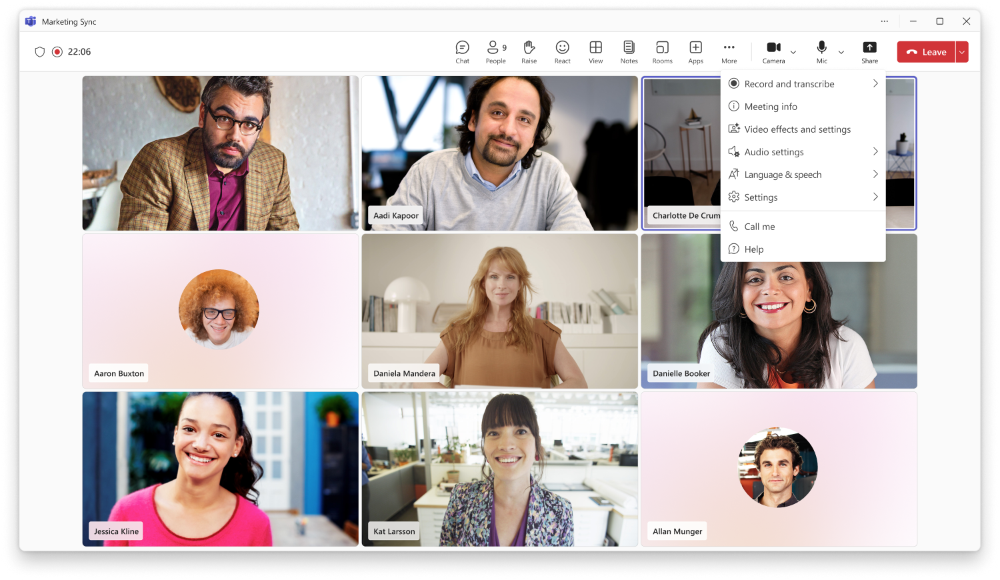 Marketing Sync
22:06
Chat
People 9
Raise
React
View
Notes
Rooms
Apps
More
Camera
Mic
Share
Leave
Record and transcribe
Meeting info
Video effects and settings
Audio settings
Language & speech
Settings
Call me
Help
Aadi Kapoor
Charlotte De Crum
Aaron Buxton
Daniela Mandera
Danielle Booker
Jessica Kline
Kat Larsson
Allan Munger